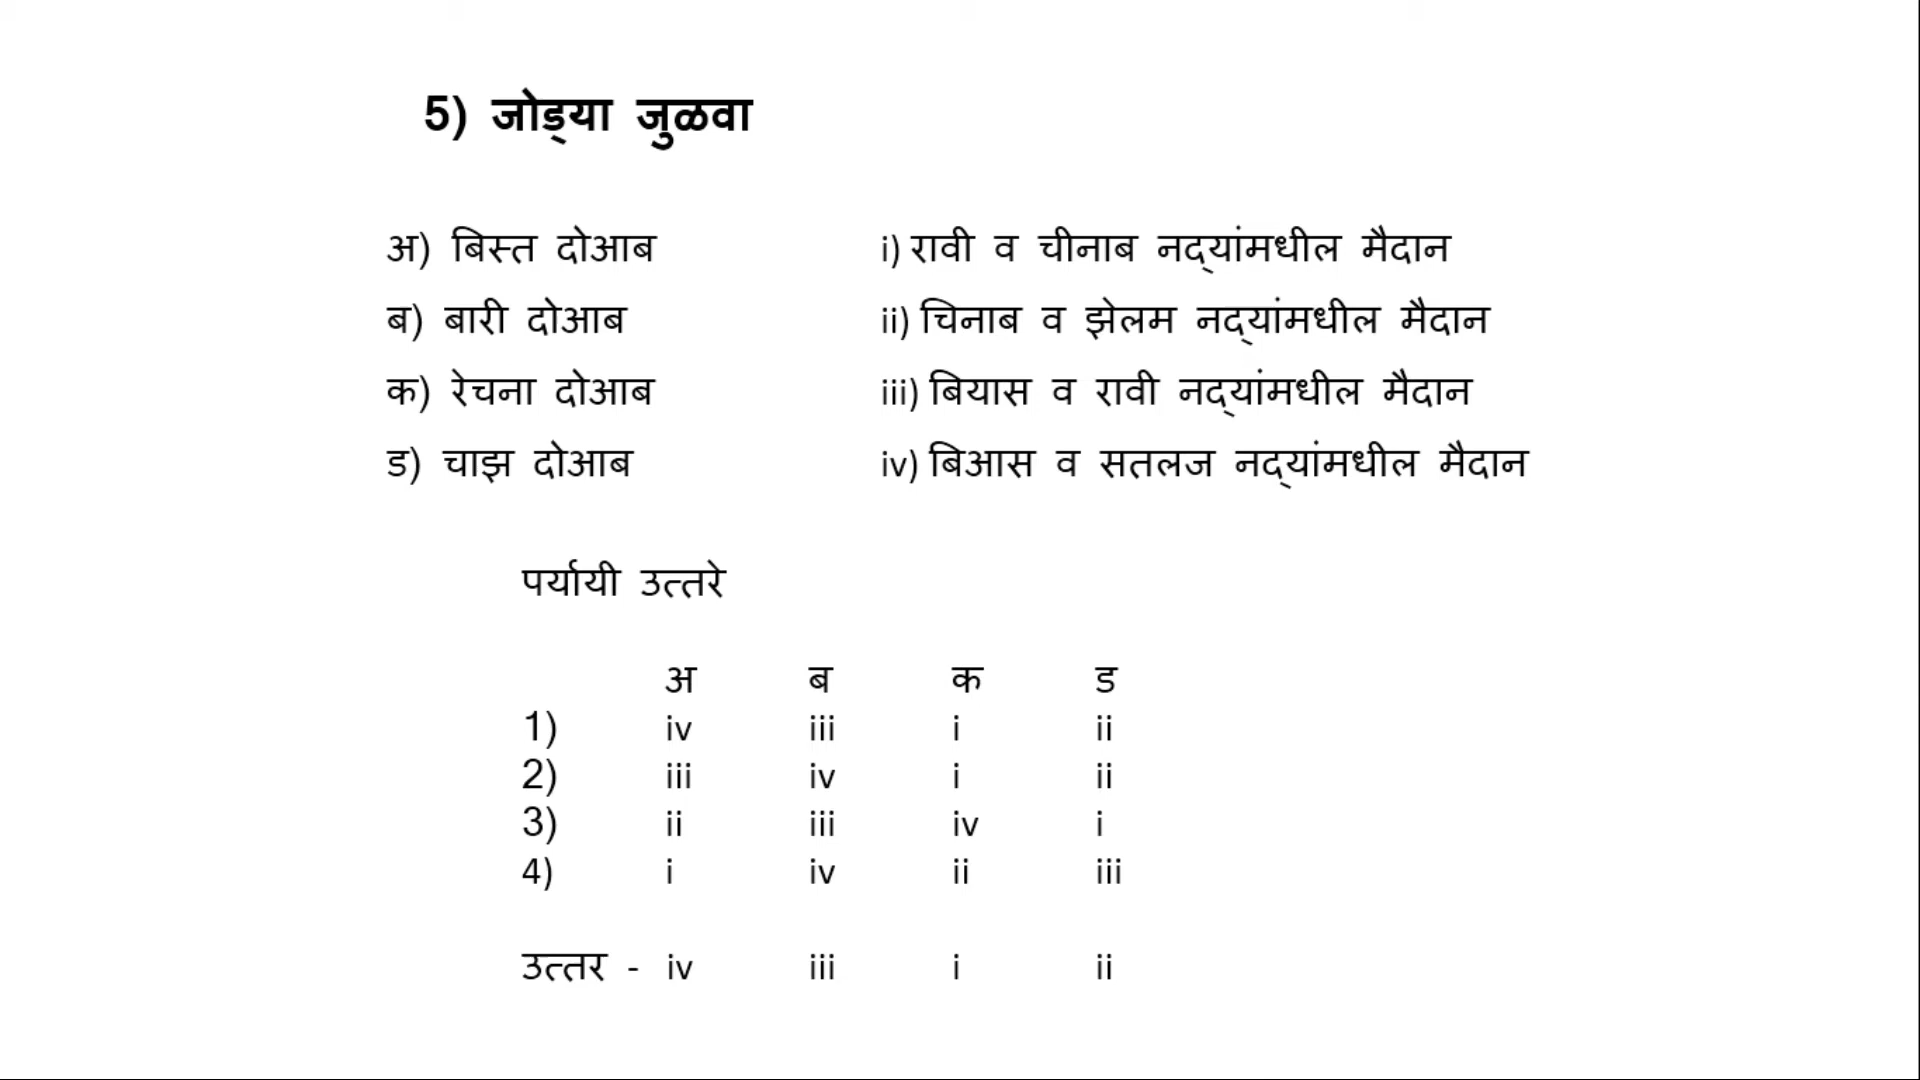 5) जोड्या जुळवा
अ) बिस्त दोआब i) रावी व चीनाब नद्यांमधील मैदान
ब) बारी दोआब ii) चिनाब व झेलम नद्यांमधील मैदान
क) रेचना दोआब iii) बियास व रावी नद्यांमधील मैदान
ड) चाझ दोआब iv) बिआस व सतलज नद्यांमधील मैदान
पर्यायी उत्तरे
अ ब क ड
1) iv iii i ii
2) iii iv i ii
3) ii iii iv i
4) i iv ii iii
उत्तर - iv iii i ii